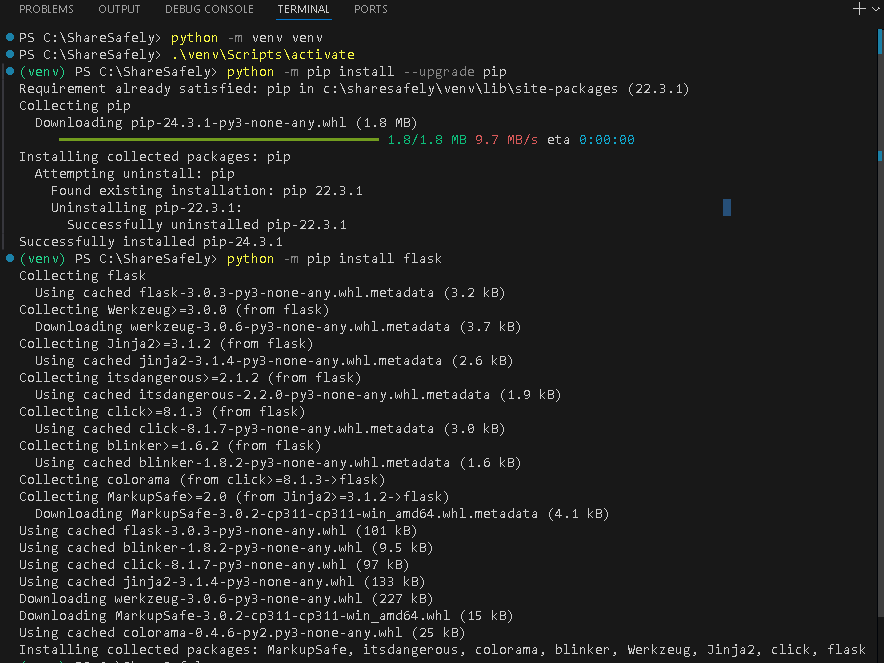 PROBLEMS OUTPUT DEBUG CONSOLE TERMINAL PORTS
PS C:\ShareSafely> python -m venv venv
PS C:\ShareSafely> .\venv\Scripts\activate
(venv) PS C:\ShareSafely> python -m pip install --upgrade pip
Requirement already satisfied: pip in c:\sharesafely\venv\lib\site-packages (22.3.1)
Collecting pip
Downloading pip-24.3.1-py3-none-any.whl (1.8 MB)
1.8/1.8 MB 9.7 MB/s eta 0:00:00
Installing collected packages: pip
Attempting uninstall: pip
Found existing installation: pip 22.3.1
Uninstalling pip-22.3.1:
Successfully uninstalled pip-22.3.1
Successfully installed pip-24.3.1
(venv) PS C:\ShareSafely> python -m pip install flask
Collecting flask
Using cached flask-3.0.3-py3-none-any.whl.metadata (3.2 kB)
Collecting Werkzeug>=3.0.0 (from flask)
Downloading werkzeug-3.0.6-py3-none-any.whl.metadata (3.7 kB)
Collecting Jinja2>=3.1.2 (from flask)
Using cached jinja2-3.1.4-py3-none-any.whl.metadata (2.6 kB)
Collecting itsdangerous>=2.1.2 (from flask)
Using cached itsdangerous-2.2.0-py3-none-any.whl.metadata (1.9 kB)
Collecting click>=8.1.3 (from flask)
Using cached click-8.1.7-py3-none-any.whl.metadata (3.0 kB)
Collecting blinker>=1.6.2 (from flask)
Using cached blinker-1.8.2-py3-none-any.whl.metadata (1.6 kB)
Collecting colorama (from click>=8.1.3->flask)
Collecting MarkupSafe>=2.0 (from Jinja2>=3.1.2->flask)
Downloading MarkupSafe-3.0.2-cp311-cp311-win_amd64.whl.metadata (4.1 kB)
Using cached flask-3.0.3-py3-none-any.whl (101 kB)
Using cached blinker-1.8.2-py3-none-any.whl (9.5 kB)
Using cached click-8.1.7-py3-none-any.whl (97 kB)
Using cached jinja2-3.1.4-py3-none-any.whl (133 kB)
Downloading werkzeug-3.0.6-py3-none-any.whl (227 kB)
Downloading MarkupSafe-3.0.2-cp311-cp311-win_amd64.whl (15 kB)
Using cached colorama-0.4.6-py2.py3-none-any.whl (25 kB)
Installing collected packages: MarkupSafe, itsdangerous, colorama, blinker, Werkzeug, Jinja2, click, flask